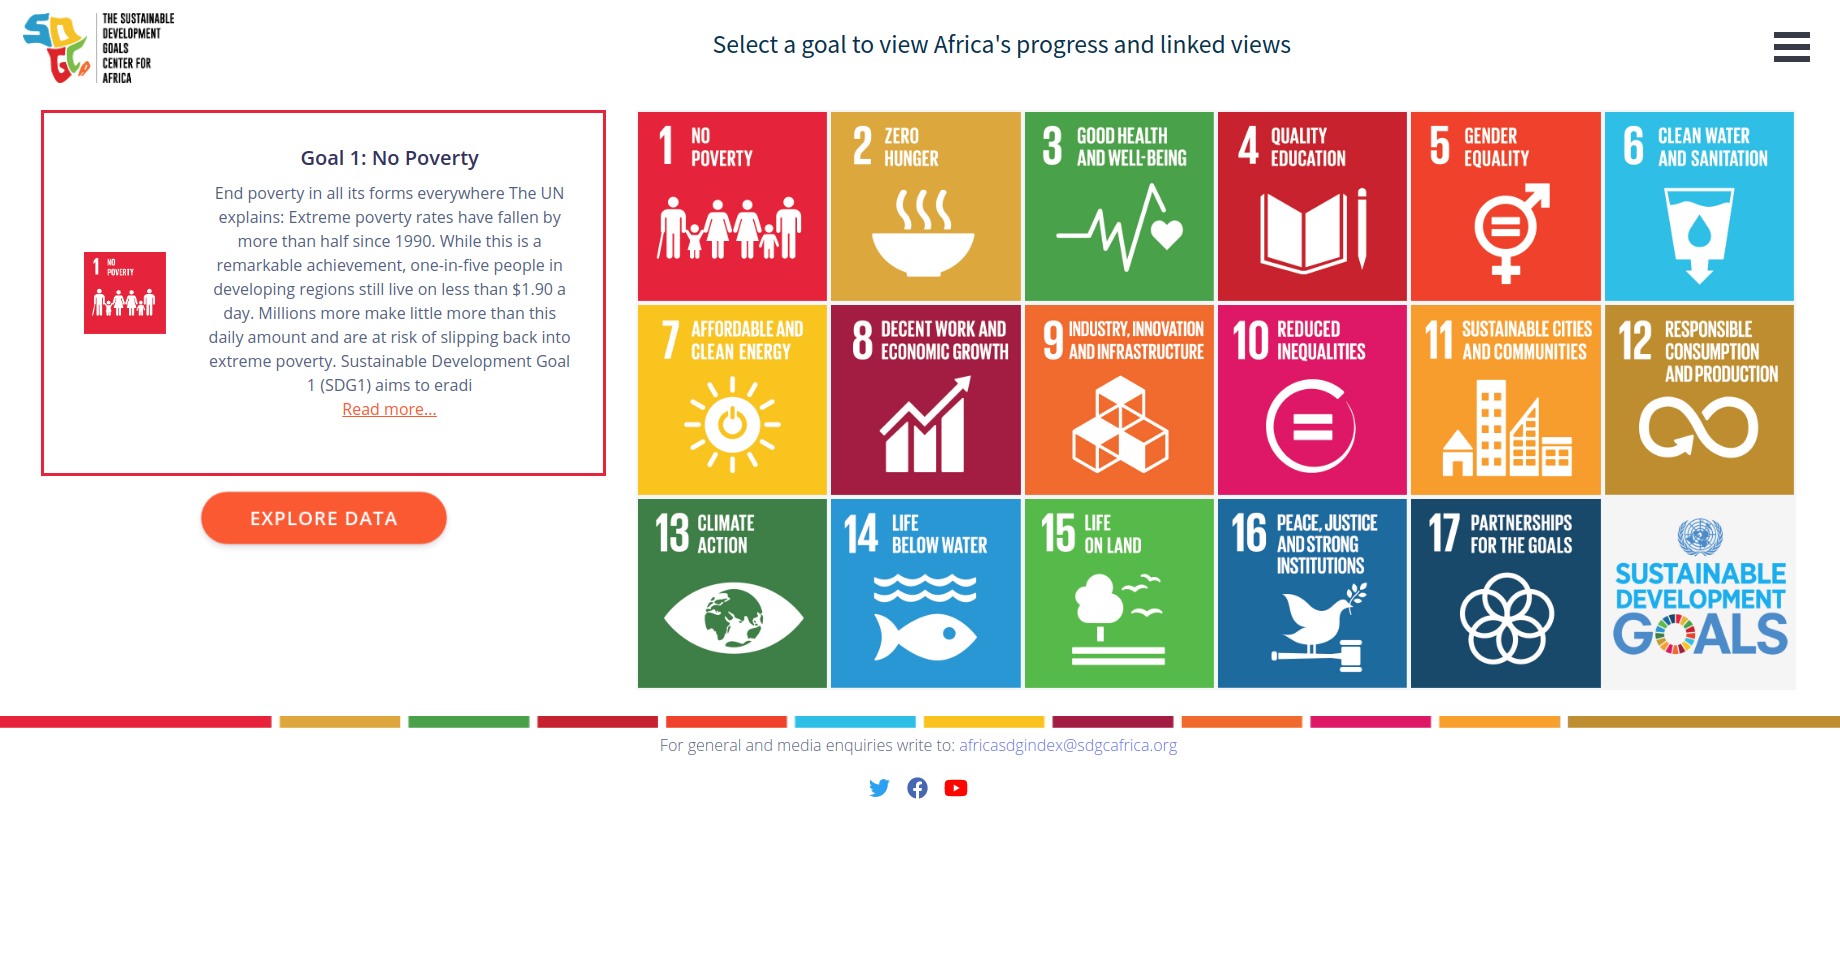 THE SUSTAINABLE
DEVELOPMENT
GOALS
CENTER FOR
AFRICA
Select a goal to view Africa's progress and linked views
Goal 1: No Poverty
End poverty in all its forms everywhere The UN
explains: Extreme poverty rates have fallen by
more than half since 1990. While this is a
remarkable achievement, one-in-five people in
developing regions still live on less than $1.90 a
day. Millions more make little more than this
daily amount and are at risk of slipping back into
extreme poverty. Sustainable Development Goal
1 (SDG1) aims to eradi
Read more...
1 NO
POVERTY
EXPLORE DATA
1 NO
POVERTY
2 ZERO
HUNGER
3 GOOD HEALTH
AND WELL-BEING
4 QUALITY
EDUCATION
5 GENDER
EQUALITY
6 CLEAN WATER
AND SANITATION
7 AFFORDABLE AND
CLEAN ENERGY
8 DECENT WORK AND
ECONOMIC GROWTH
9 INDUSTRY, INNOVATION
AND INFRASTRUCTURE
10 REDUCED
INEQUALITIES
11 SUSTAINABLE CITIES
AND COMMUNITIES
12 RESPONSIBLE
CONSUMPTION
AND PRODUCTION
13 CLIMATE
ACTION
14 LIFE
BELOW WATER
15 LIFE
ON LAND
16 PEACE, JUSTICE
AND STRONG
INSTITUTIONS
17 PARTNERSHIPS
FOR THE GOALS
SUSTAINABLE
DEVELOPMENT
GOALS
For general and media enquiries write to: africasdgindex@sdgcafrica.org